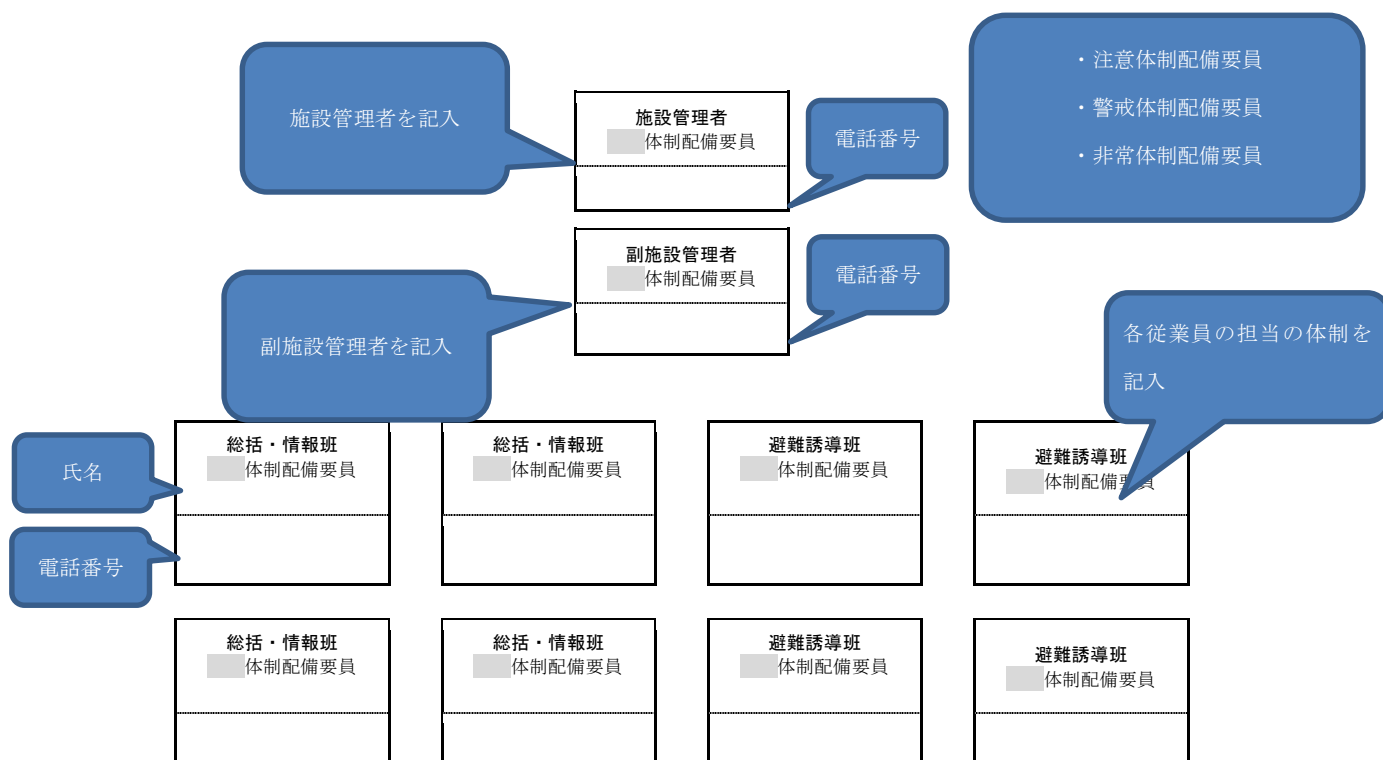 ・注意体制配備要員
・警戒体制配備要員
・非常体制配備要員
施設管理者を記入
施設管理者
体制配備要員
電話番号
副施設管理者
体制配備要員
電話番号
副施設管理者を記入
各従業員の担当の体制を
記入
氏名
電話番号
総括・情報班
体制配備要員
総括・情報班
体制配備要員
避難誘導班
体制配備要員
避難誘導班
体制配備要員
総括・情報班
体制配備要員
総括・情報班
体制配備要員
避難誘導班
体制配備要員
避難誘導班
体制配備要員